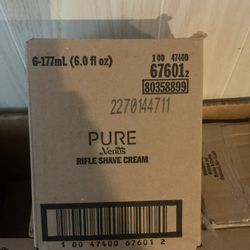 6-177mL (6.0 fl oz)
1 00 47400
67601 2
80358899
2270144711
PURE
Venus
RIFLE SHAVE CREAM
1 00 47400 67601 2